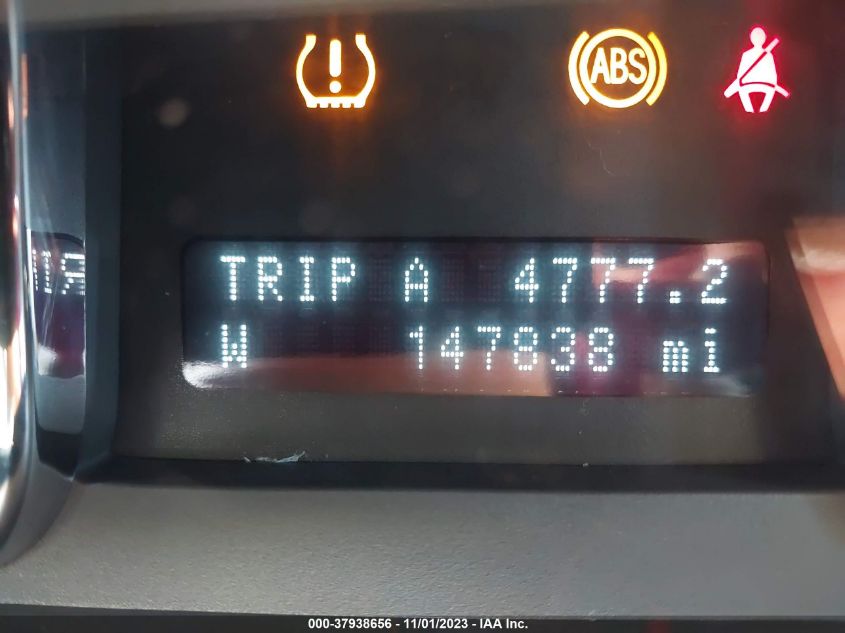 ABS
TRIP A 4777.2
W 147838 mi
000-37938656 - 11/01/2023 - IAA Inc.